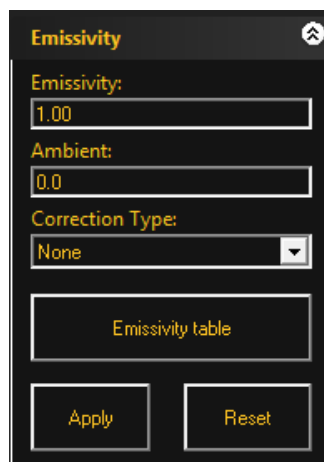 Emissivity
Emissivity:
1.00
Ambient:
0.0
Correction Type:
None
Emissivity table
Apply Reset